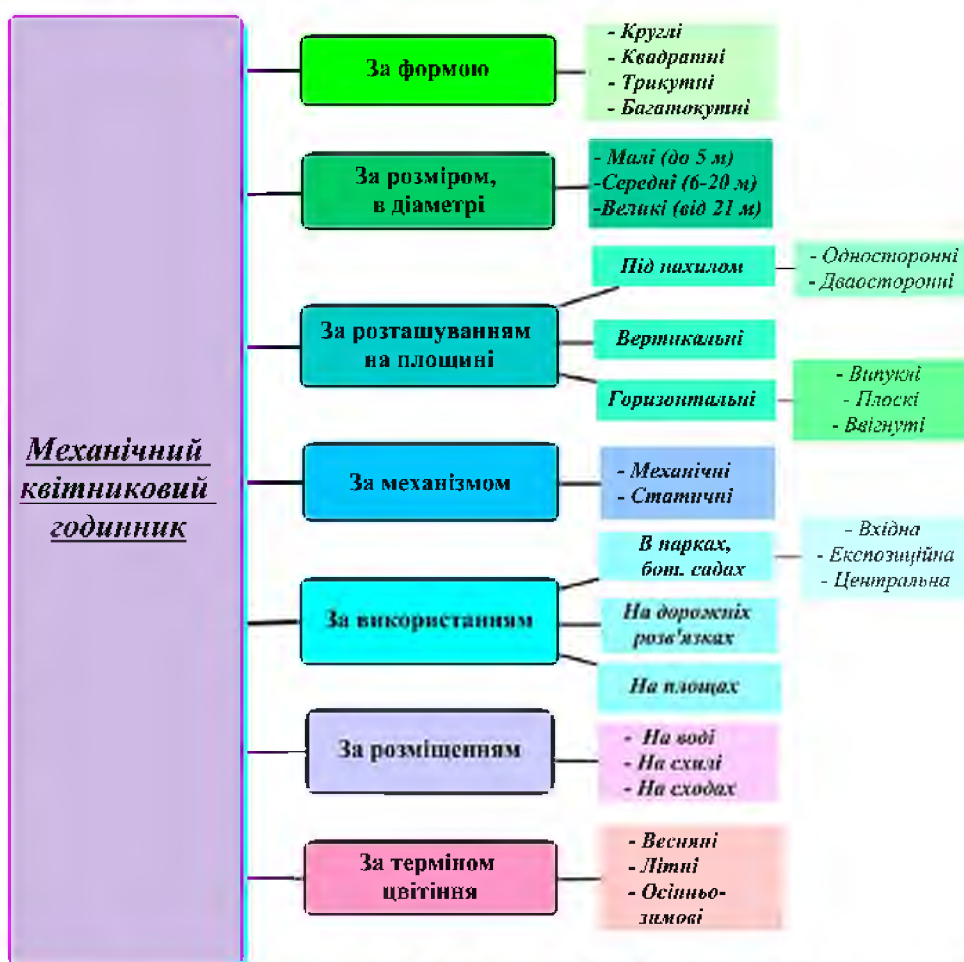 Механічний
квітниковий
годинник
За формою
- Круглі
- Квадратні
- Трикутні
- Багатокутні
За розміром,
в діаметрі
- Малі (до 5 м)
-Середні (6-20 м)
-Великі (від 21 м)
За розташуванням
на площині
Під нахилом
- Односторонні
- Дваосторонні
Вертикальні
Горизонтальні
- Випуклі
- Плоскі
- Ввігнуті
За механізмом
- Механічні
- Статичні
За використанням
В парках,
бот. садах
- Вхідна
- Експозиційна
- Центральна
На дорожніх
розв'язках
На площах
За розміщенням
- На воді
- На схилі
- На сходах
За терміном
цвітіння
- Весняні
- Літні
- Осінньо-
зимові